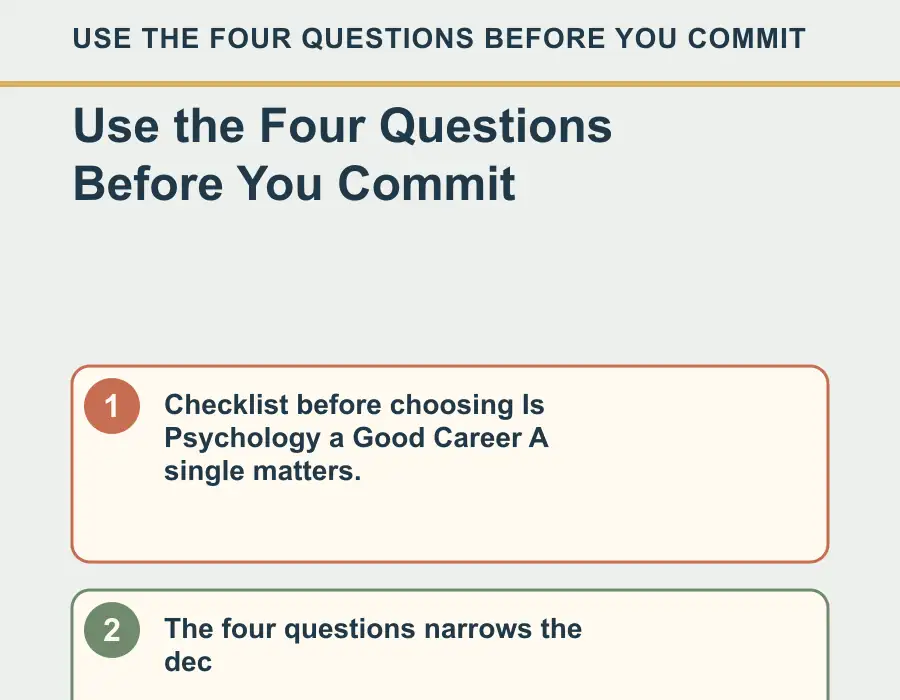 USE THE FOUR QUESTIONS BEFORE YOU COMMIT
Use the Four Questions
Before You Commit
1
Checklist before choosing Is
Psychology a Good Career A
single matters.
2
The four questions narrows the
dec